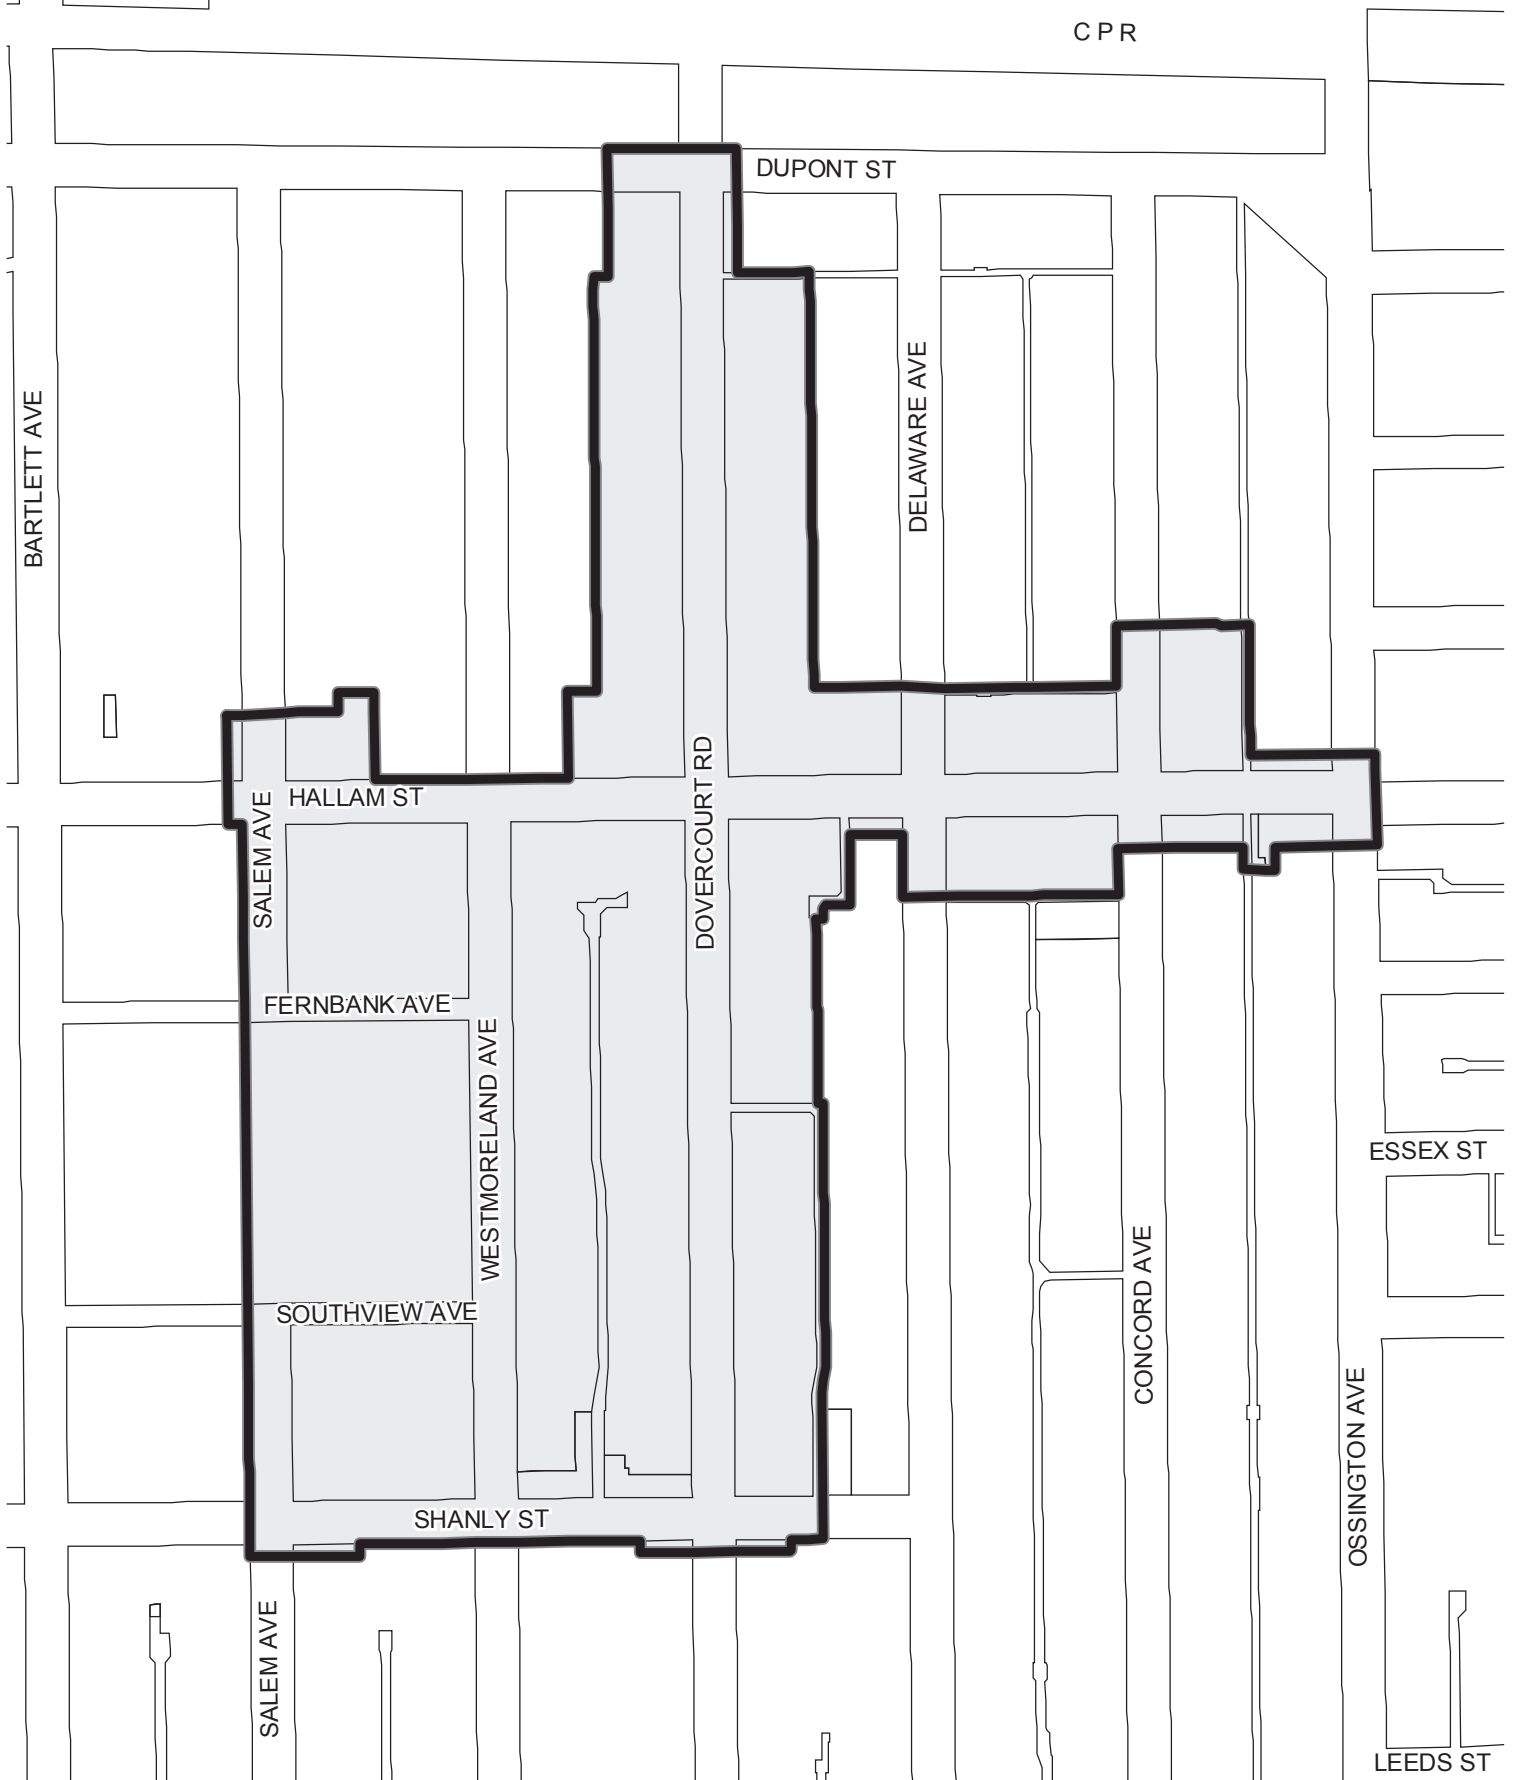 C P R
DUPONT ST
BARTLETT AVE
DELAWARE AVE
DOVERCOURT RD
HALLAM ST
SALEM AVE
FERNBANK AVE
WESTMORELAND AVE
ESSEX ST
CONCORD AVE
SOUTHVIEW AVE
OSSINGTON AVE
SHANLY ST
SALEM AVE
LEEDS ST